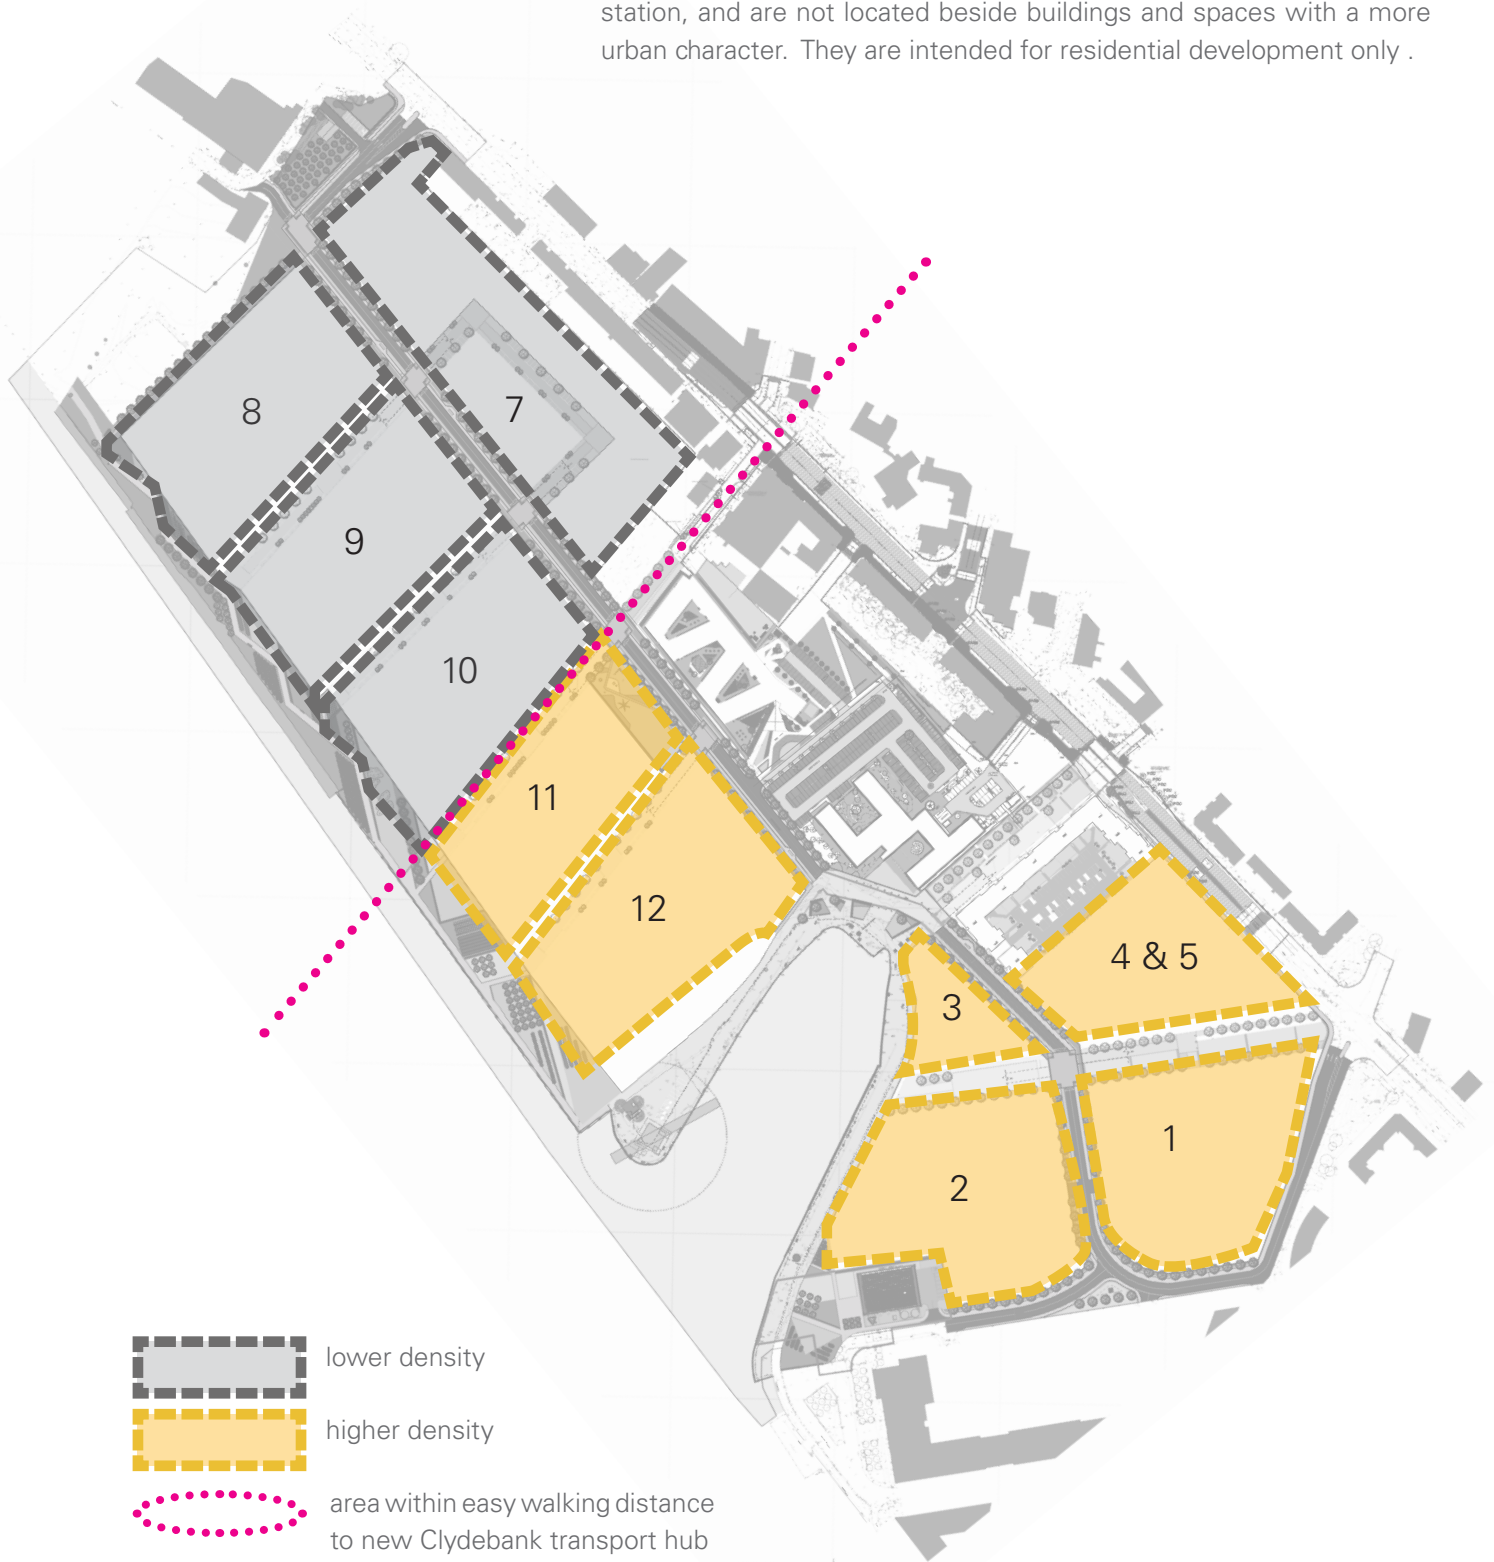 station, and are not located beside buildings and spaces with a more
urban character. They are intended for residential development only .
8
7
9
10
11
12
4 & 5
3
1
2
lower density
higher density
area within easy walking distance
to new Clydebank transport hub